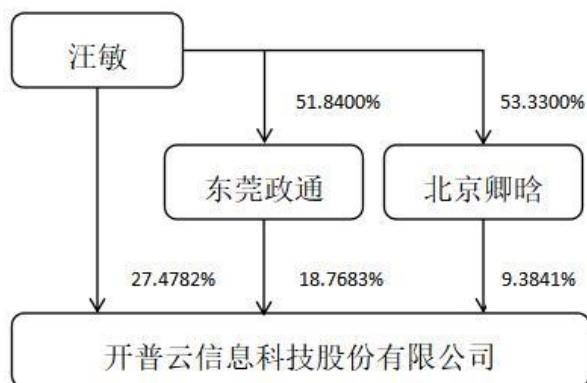 汪敏
51.8400%
53.3300%
东莞政通
北京卿晗
27.4782%
18.7683%
9.3841%
开普云信息科技股份有限公司